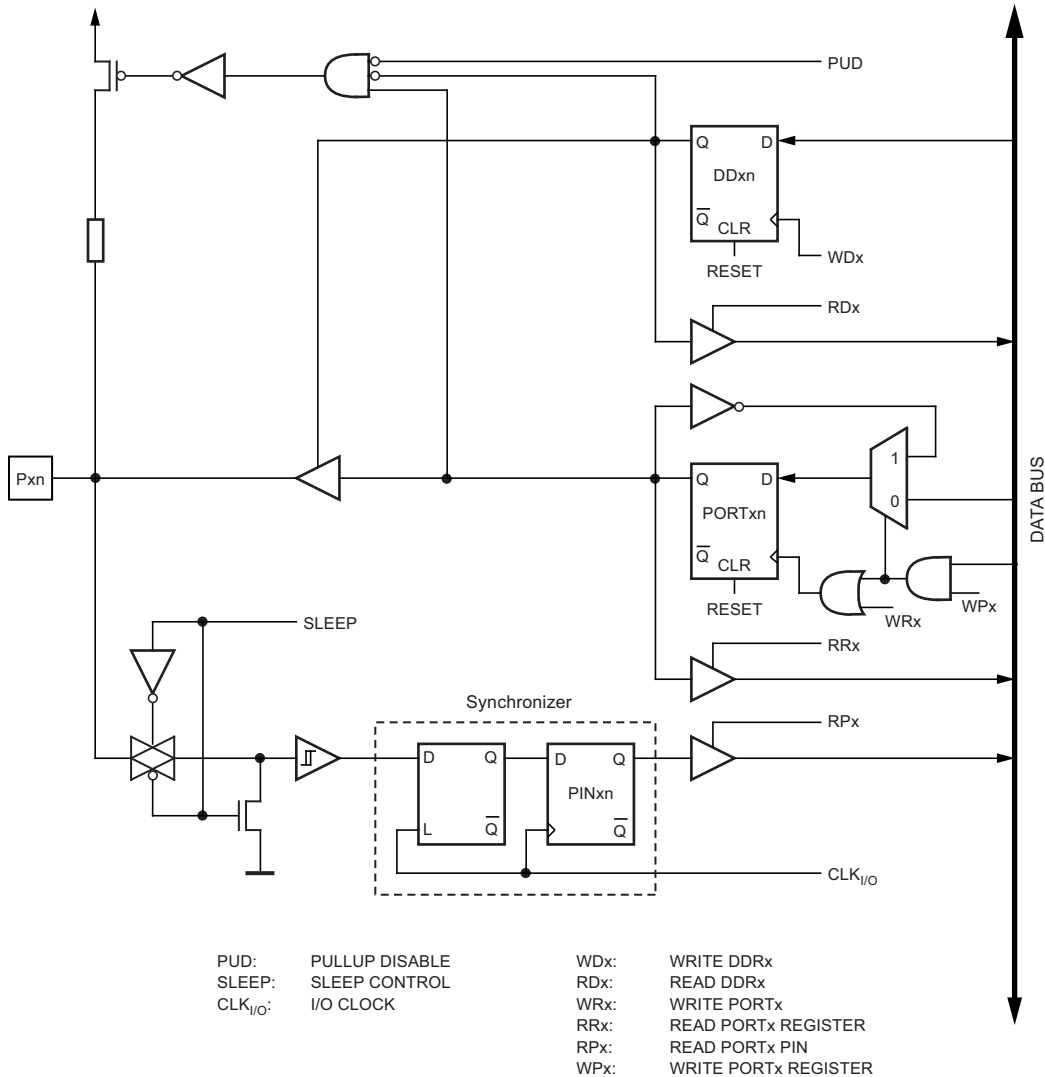 PUD
Q D
DDxn
Q
CLR
RESET
WDx
RDx
Pxn
1
0
Q D
PORTxn
Q
CLR
RESET
WRx
WPx
DATA BUS
SLEEP
RRx
Synchronizer
RPx
D Q
L Q
D Q
PINxn
Q
CLKI/O
PUD: PULLUP DISABLE
SLEEP: SLEEP CONTROL
CLKI/O: I/O CLOCK
WDx: WRITE DDRx
RDx: READ DDRx
WRx: WRITE PORTx
RRx: READ PORTx REGISTER
RPx: READ PORTx PIN
WPx: WRITE PORTx REGISTER